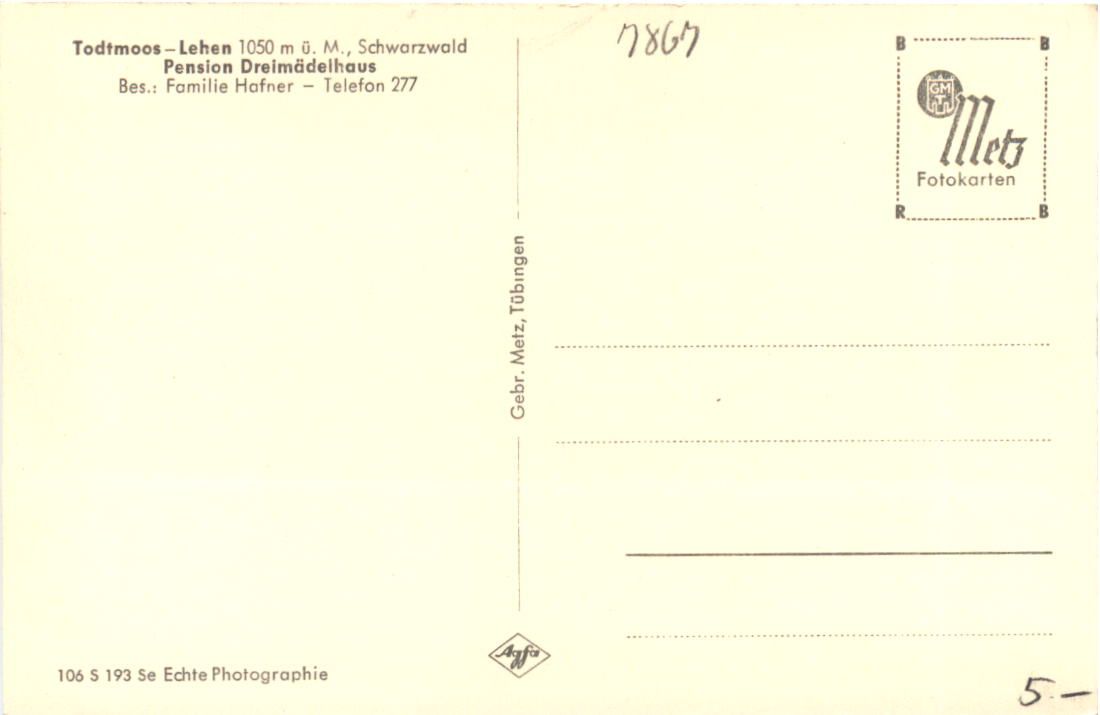 Todtmoos – Lehen 1050 m ü. M., Schwarzwald
Pension Dreimädelhaus
Bes.: Familie Hafner – Telefon 277
7867
B B
GM
T
Metz
Fotokarten
R B
Gebr. Metz, Tübingen
Agfa
106 S 193 Se Echte Photographie
5.–